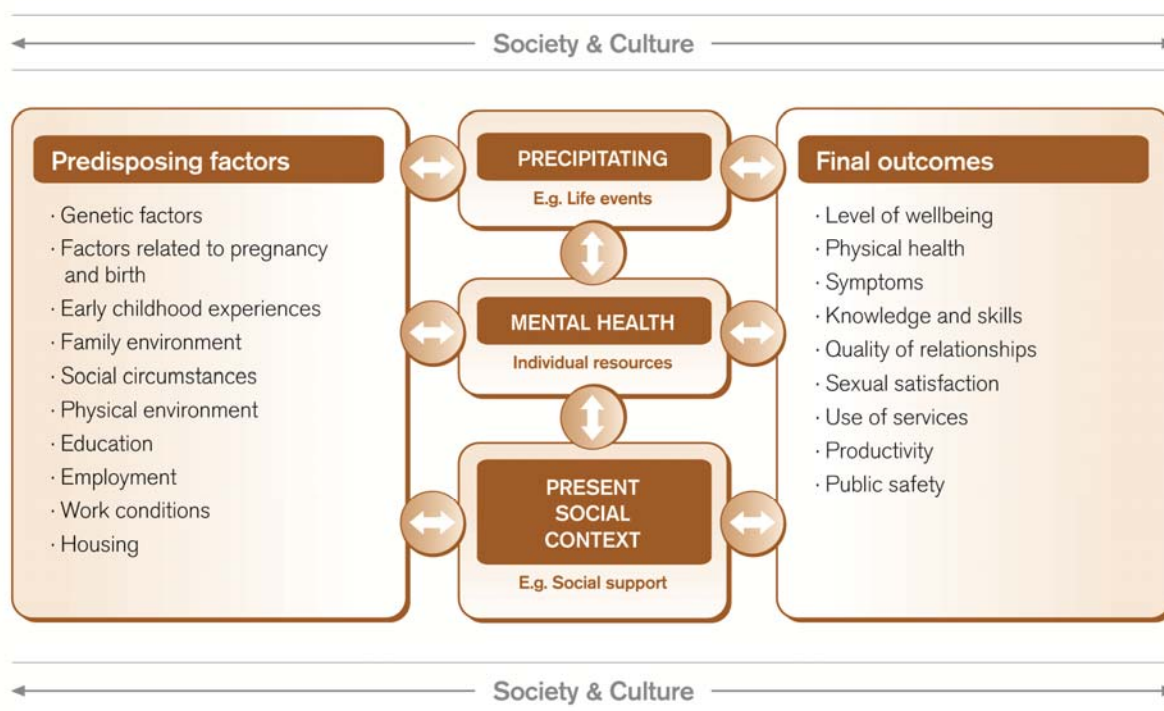 Society & Culture
Predisposing factors
· Genetic factors
· Factors related to pregnancy
and birth
· Early childhood experiences
· Family environment
· Social circumstances
· Physical environment
· Education
· Employment
· Work conditions
· Housing
PRECIPITATING
E.g. Life events
MENTAL HEALTH
Individual resources
PRESENT
SOCIAL
CONTEXT
E.g. Social support
Final outcomes
· Level of wellbeing
· Physical health
· Symptoms
· Knowledge and skills
· Quality of relationships
· Sexual satisfaction
· Use of services
· Productivity
· Public safety
Society & Culture